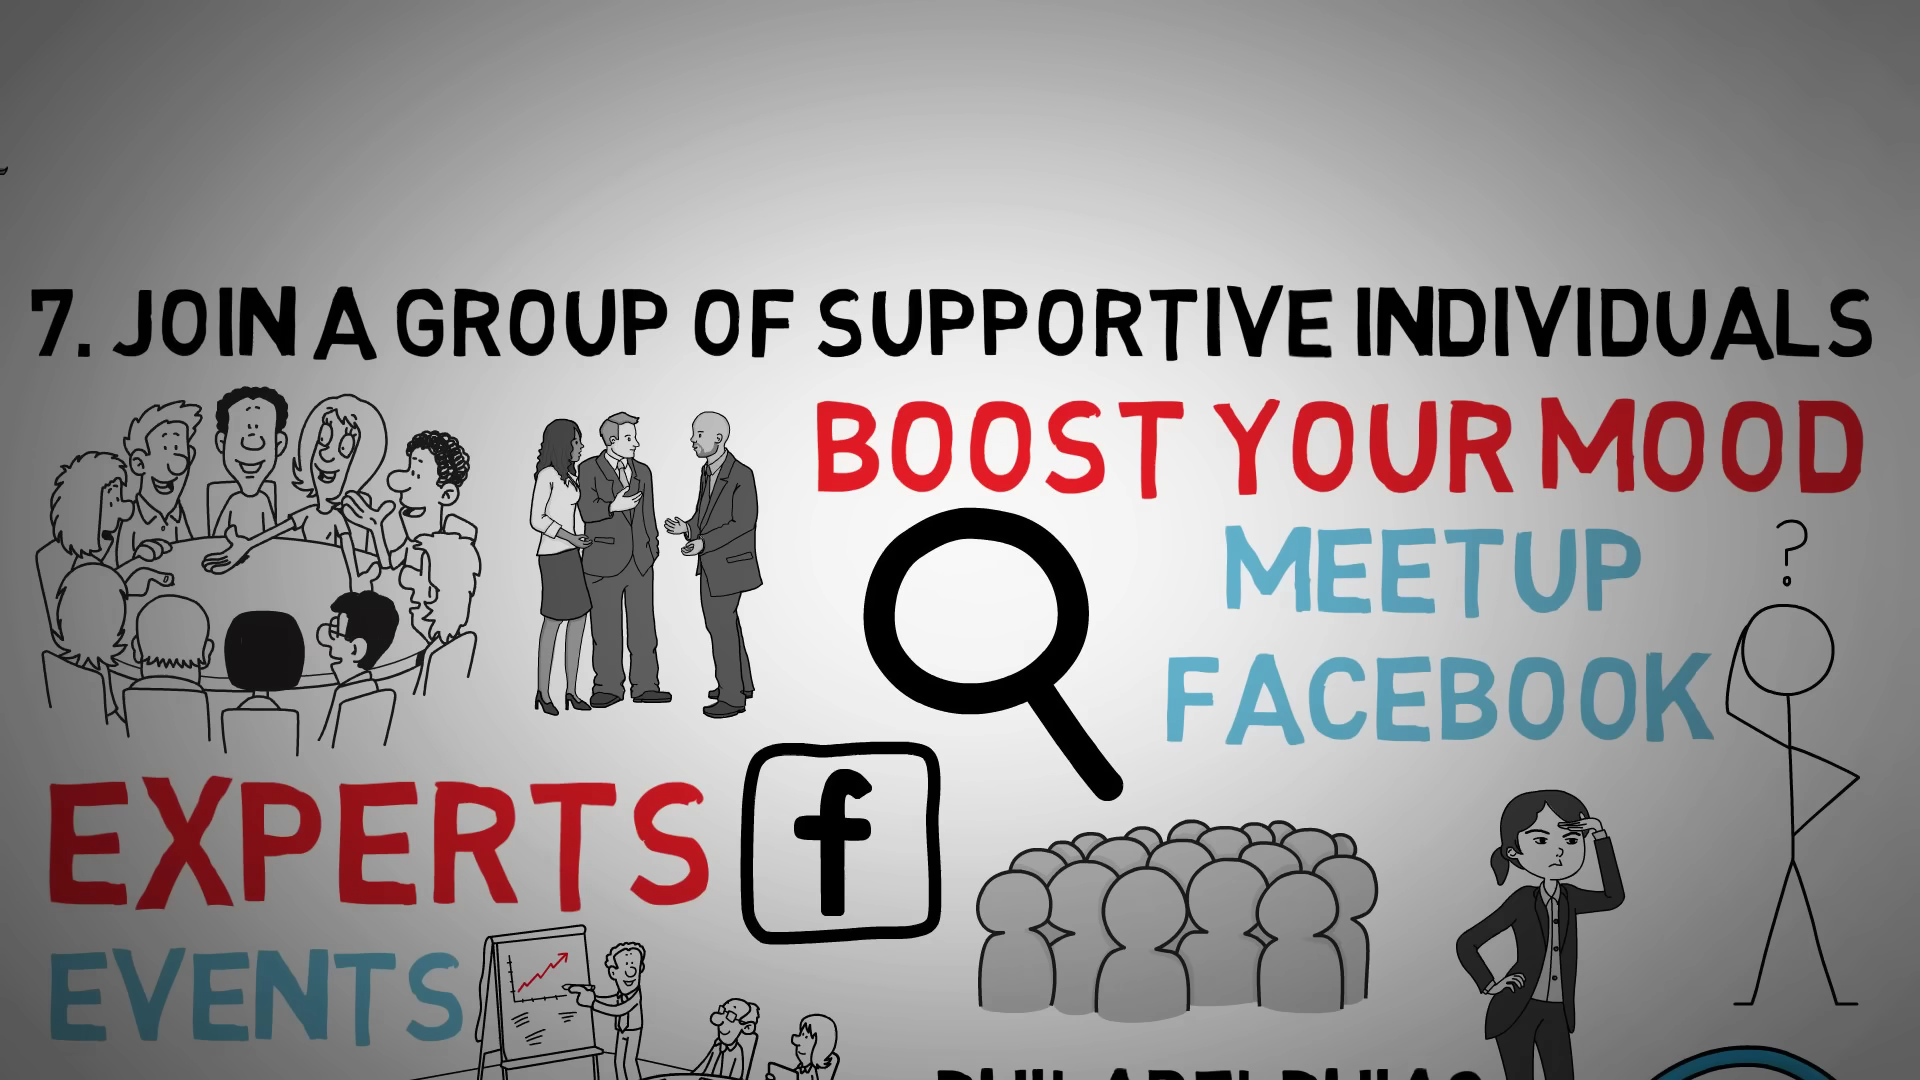 7. JOIN A GROUP OF SUPPORTIVE INDIVIDUALS
BOOST YOUR MOOD
MEETUP
?
FACEBOOK
EXPERTS
f
EVENTS